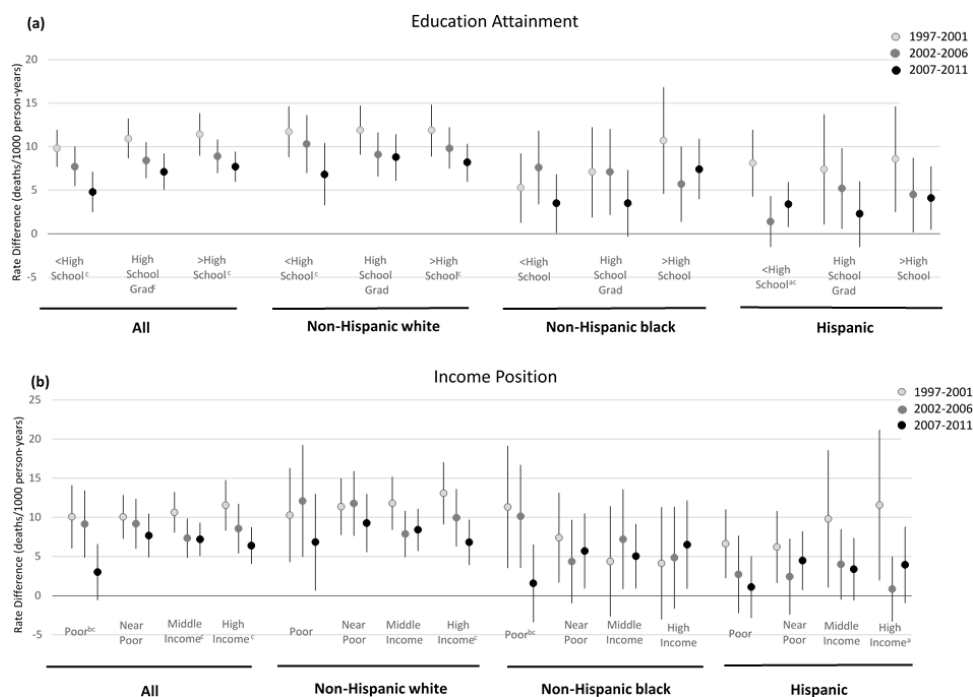 (a)
Education Attainment
1997-2001
2002-2006
2007-2011
Rate Difference (deaths/1000 person-years)
20
15
10
5
0
-5
<High
School^c
High
School
Grad^c
>High
School^c
<High
School^c
High
School
Grad
>High
School^c
<High
School
High
School
Grad
>High
School
<High
School^ac
High
School
Grad
>High
School
All
Non-Hispanic white
Non-Hispanic black
Hispanic
(b)
Income Position
1997-2001
2002-2006
2007-2011
Rate Difference (deaths/1000 person-years)
25
20
15
10
5
0
-5
Poor^bc
Near
Poor
Middle
Income^c
High
Income^c
Poor
Near
Poor
Middle
Income
High
Income^c
Poor^bc
Near
Poor
Middle
Income
High
Income
Poor
Near
Poor
Middle
Income
High
Income^a
All
Non-Hispanic white
Non-Hispanic black
Hispanic